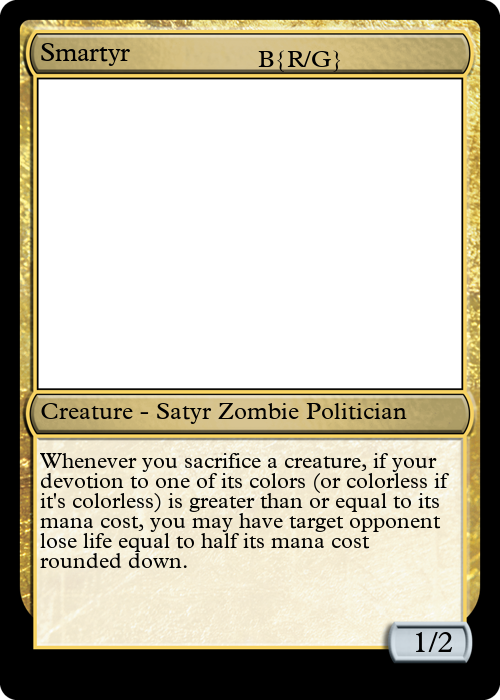 Smartyr B{R/G}
Creature - Satyr Zombie Politician
Whenever you sacrifice a creature, if your
devotion to one of its colors (or colorless if
it's colorless) is greater than or equal to its
mana cost, you may have target opponent
lose life equal to half its mana cost
rounded down.
1/2